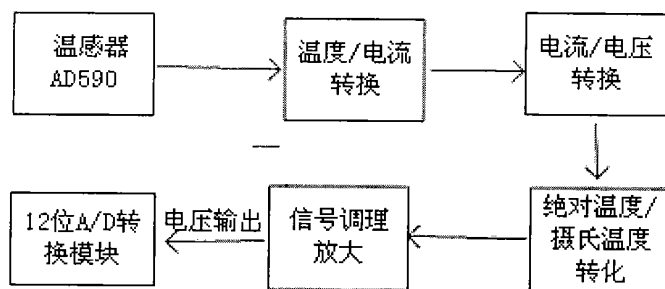 温感器
AD590
温度/电流
转换
电流/电压
转换
绝对温度/
摄氏温度
转化
信号调理
放大
电压输出
12位A/D转
换模块